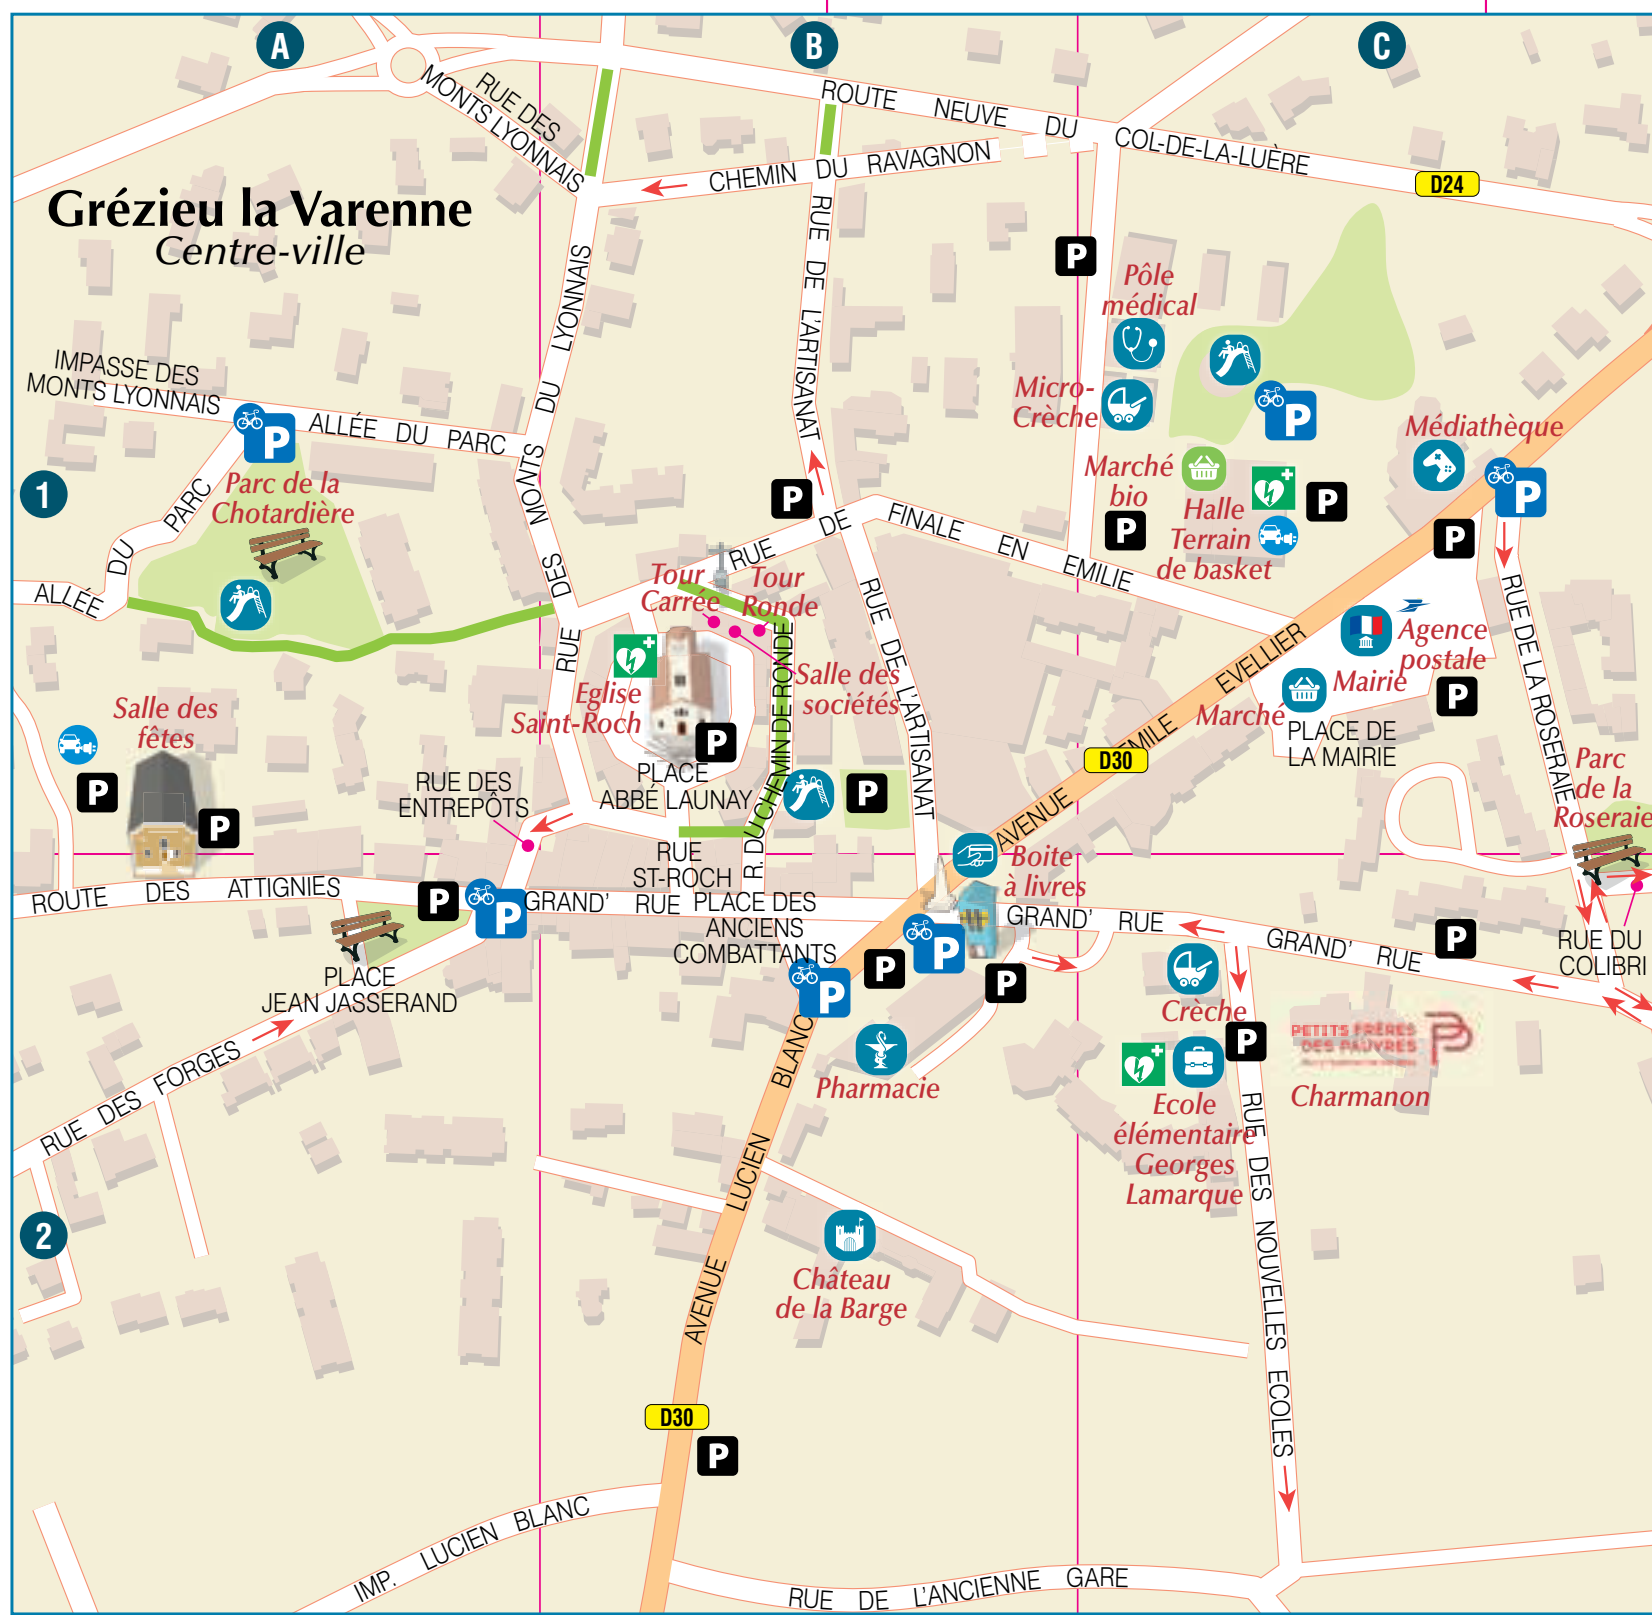 A
B
C
1
2
Grézieu la Varenne
Centre-ville
RUE DES
MONTS LYONNAIS
ROUTE NEUVE DU COL-DE-LA-LUÈRE
D24
CHEMIN DU RAVAGNON
RUE DE L'ARTISANAT
RUE DES MONTS DU LYONNAIS
IMPASSE DES
MONTS LYONNAIS
ALLÉE DU PARC
P
ALLÉE DU PARC
Parc de la
Chotardière
P
Pôle
médical
Micro-
Crèche
P
Marché
bio
P
Halle
Terrain
de basket
P
Médiathèque
P
P
P
RUE DE FINALE EN EMILIE
RUE DE L'ARTISANAT
Tour
Carrée
Tour
Ronde
Salle des
sociétés
Eglise
Saint-Roch
P
PLACE
ABBÉ LAUNAY
R. DU CHEMIN DE RONDE
P
Agence
postale
Mairie
Marché
P
PLACE DE
LA MAIRIE
AVENUE EMILE EVELLIER
D30
RUE DE LA ROSERAIE
Parc
de la
Roseraie
Salle des
fêtes
P
P
RUE DES
ENTREPÔTS
RUE
ST-ROCH
ROUTE DES ATTIGNIES
P
P
GRAND' RUE
PLACE DES
ANCIENS
COMBATTANTS
P
Boite
à livres
P
P
P
GRAND' RUE
GRAND' RUE
P
RUE DU
COLIBRI
PLACE
JEAN JASSERAND
RUE DES FORGES
Pharmacie
Crèche
P
Ecole
élémentaire
Georges
Lamarque
PETITS FRÈRES
DES PAUVRES
Charmanon
AVENUE LUCIEN BLANC
Château
de la Barge
RUE DES NOUVELLES ECOLES
D30
P
IMP. LUCIEN BLANC
RUE DE L'ANCIENNE GARE